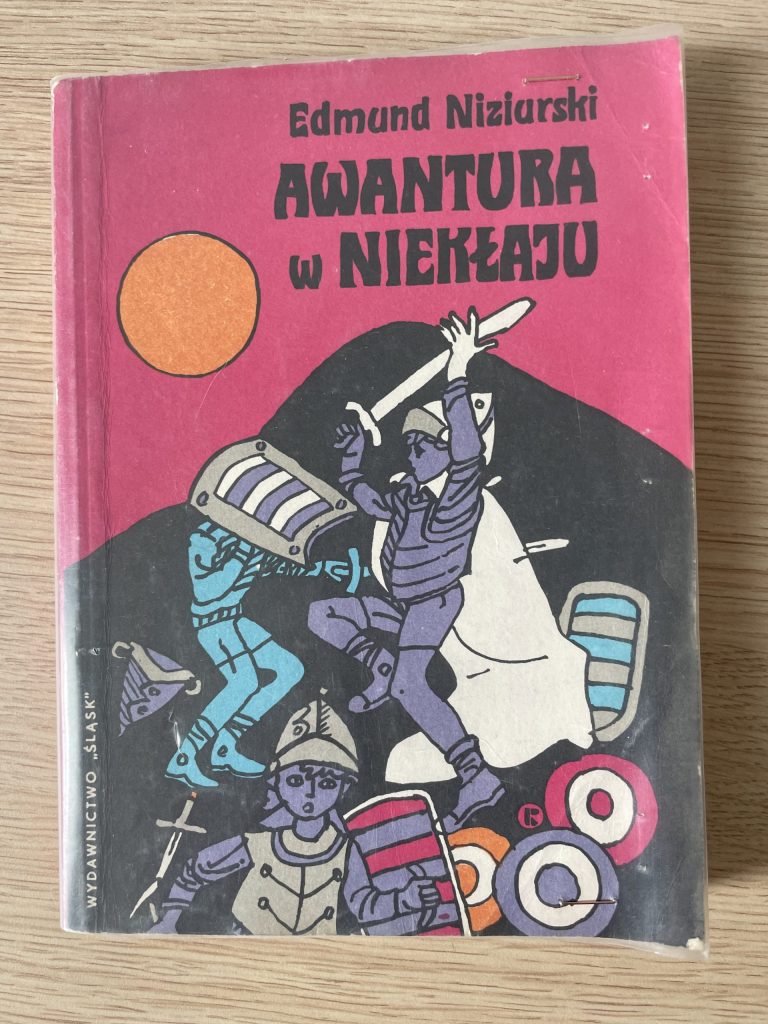 Edmund Niziurski
AWANTURA
w NIEKŁAJU
WYDAWNICTWO „ŚLĄSK”